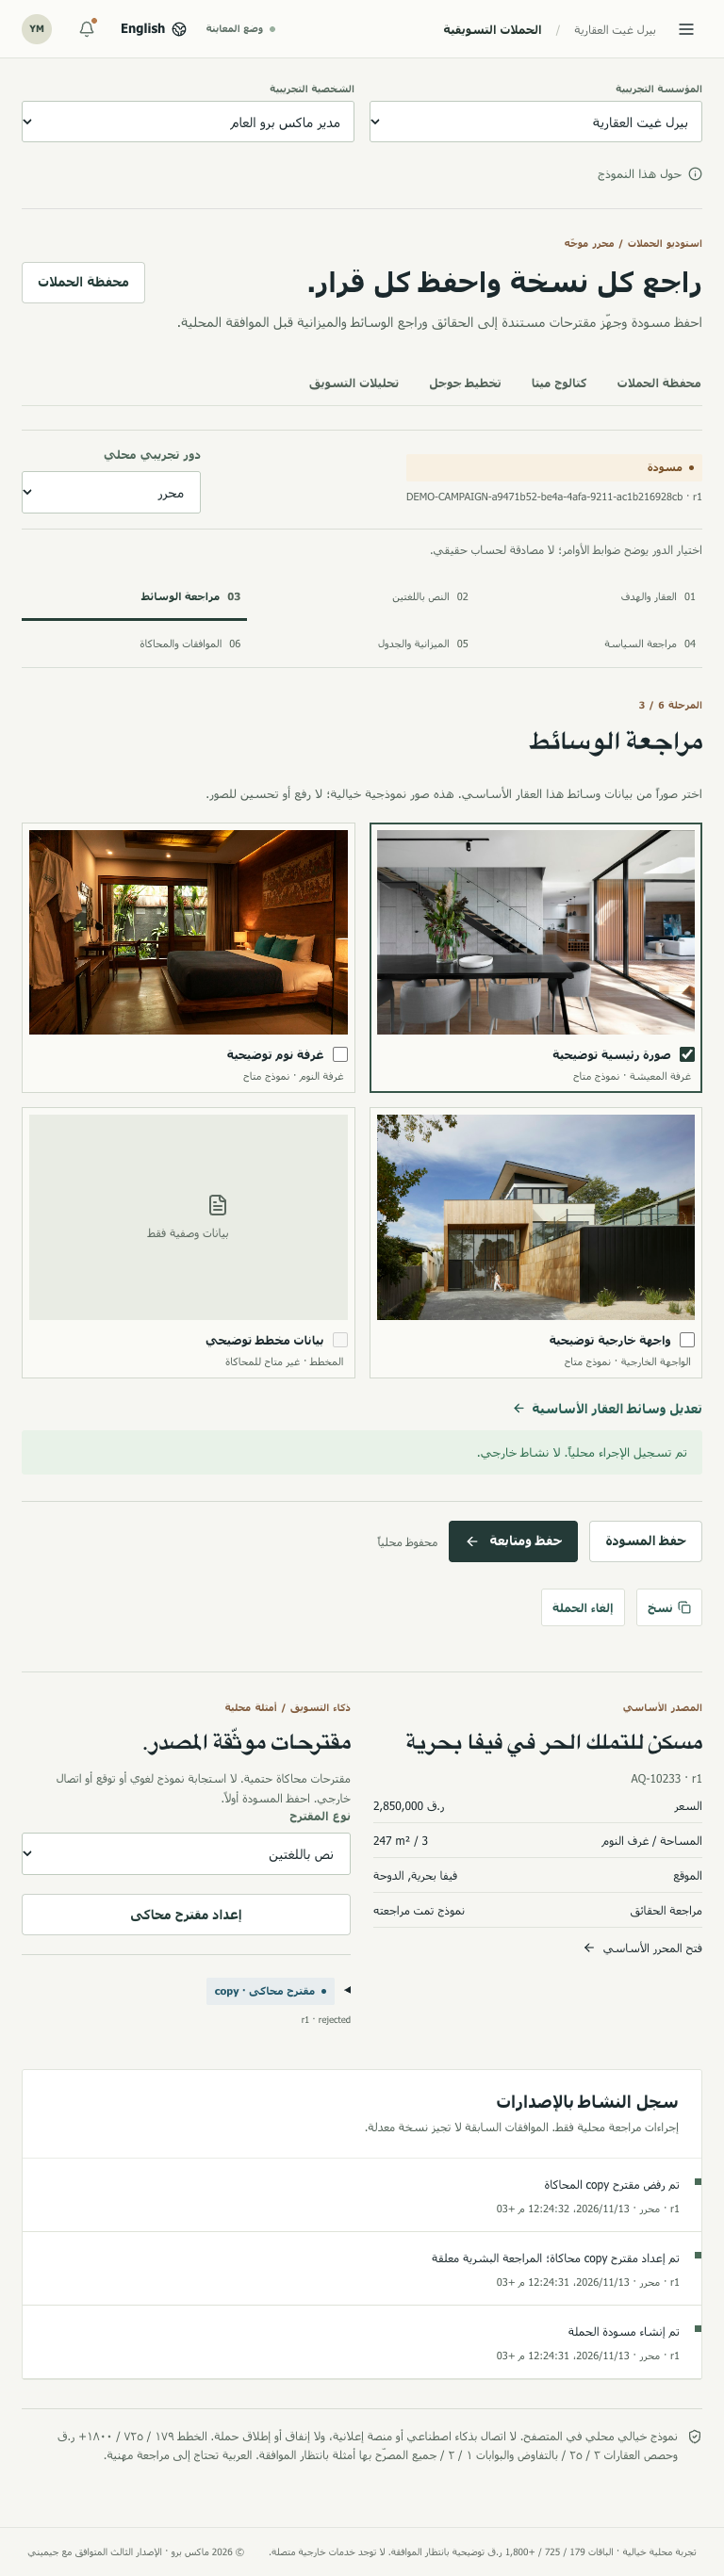 بيرل غيت العقارية / الحملات التسويقية
وضع المعاينة
English
YM
المؤسسة التجريبية
بيرل غيت العقارية
الشخصية التجريبية
مدير ماكس برو العام
حول هذا النموذج
استوديو الحملات / محرر موجّه
راجع كل نسخة واحفظ كل قرار.
محفظة الحملات
احفظ مسودة وجهّز مقترحات مستندة إلى الحقائق وراجع الوسائط والميزانية قبل الموافقة المحلية.
محفظة الحملات
كتالوج ميتا
تخطيط جوجل
تحليلات التسويق
مسودة
DEMO-CAMPAIGN-a9471b52-be4a-4afa-9211-ac1b216928cb · r1
دور تجريبي محلي
محرر
اختيار الدور يوضح ضوابط الأوامر؛ لا مصادقة لحساب حقيقي.
01 العقار والهدف
02 النص باللغتين
03 مراجعة الوسائط
04 مراجعة السياسة
05 الميزانية والجدول
06 الموافقات والمحاكاة
المرحلة 6 / 3
مراجعة الوسائط
اختر صوراً من بيانات وسائط هذا العقار الأساسي. هذه صور نموذجية خيالية؛ لا رفع أو تحسين للصور.
صورة رئيسية توضيحية
غرفة المعيشة · نموذج متاح
غرفة نوم توضيحية
غرفة النوم · نموذج متاح
واجهة خارجية توضيحية
الواجهة الخارجية · نموذج متاح
بيانات وصفية فقط
بيانات مخطط توضيحي
المخطط · غير متاح للمحاكاة
تعديل وسائط العقار الأساسية
تم تسجيل الإجراء محلياً. لا نشاط خارجي.
حفظ المسودة
حفظ ومتابعة
محفوظ محلياً
نسخ
إلغاء الحملة
المصدر الأساسي
مسكن للتملك الحر في فيفا بحرية
AQ-10233 · r1
السعر
ر.ق 2,850,000
المساحة / غرف النوم
247 m² / 3
الموقع
فيفا بحرية, الدوحة
مراجعة الحقائق
نموذج تمت مراجعته
فتح المحرر الأساسي
ذكاء التسويق / أمثلة محلية
مقترحات موثّقة المصدر.
مقترحات محاكاة حتمية. لا استجابة نموذج لغوي أو توقع أو اتصال
خارجي. احفظ المسودة أولاً.
نوع المقترح
نص باللغتين
إعداد مقترح محاكى
مقترح محاكى · copy
r1 · rejected
سجل النشاط بالإصدارات
إجراءات مراجعة محلية فقط. الموافقات السابقة لا تجيز نسخة معدلة.
تم رفض مقترح copy المحاكاة
r1 · محرر · 2026/11/13، 12:24:32 م +03
تم إعداد مقترح copy محاكاة؛ المراجعة البشرية معلقة
r1 · محرر · 2026/11/13، 12:24:31 م +03
تم إنشاء مسودة الحملة
r1 · محرر · 2026/11/13، 12:24:31 م +03
نموذج خيالي محلي في المتصفح. لا اتصال بذكاء اصطناعي أو منصة إعلانية، ولا إنفاق أو إطلاق حملة. الخطط ١٧٩ / ٧٢٥ / ١٨٠٠+ ر.ق
وحصص العقارات ٣ / ٢٥ / بالتفاوض والبوابات ١ / ٢ / جميع المصرّح بها أمثلة بانتظار الموافقة. العربية تحتاج إلى مراجعة مهنية.
تجربة محلية خيالية · الباقات 179 / 725 / +1,800 ر.ق توضيحية بانتظار الموافقة. لا توجد خدمات خارجية متصلة.
© 2026 ماكس برو · الإصدار الثالث المتوافق مع جيميني